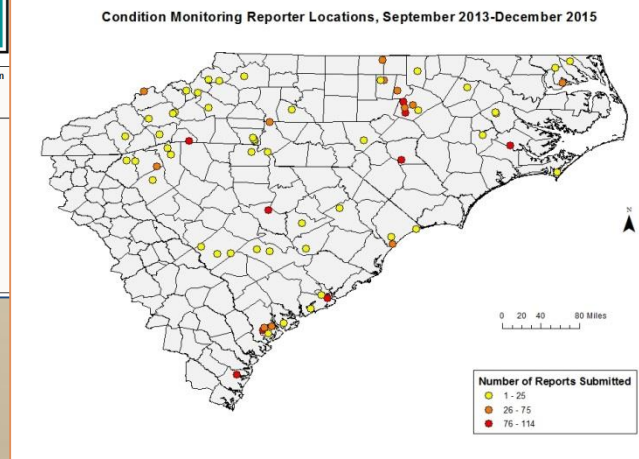 Condition Monitoring Reporter Locations, September 2013-December 2015
n
N
0 20 40 80 Miles
Number of Reports Submitted
1 - 25
26 - 75
76 - 114